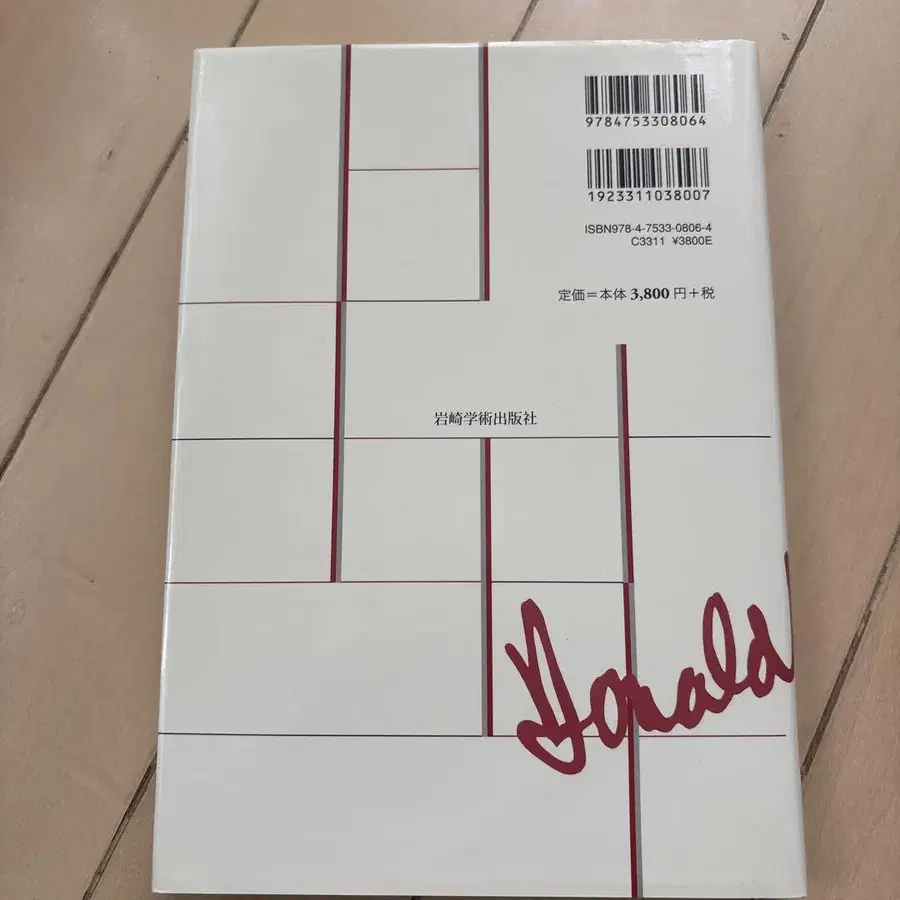 9784753308064
1923311038007
ISBN978-4-7533-0806-4
C3311 ¥3800E
定価＝本体 3,800 円＋税
岩崎学術出版社
Donald